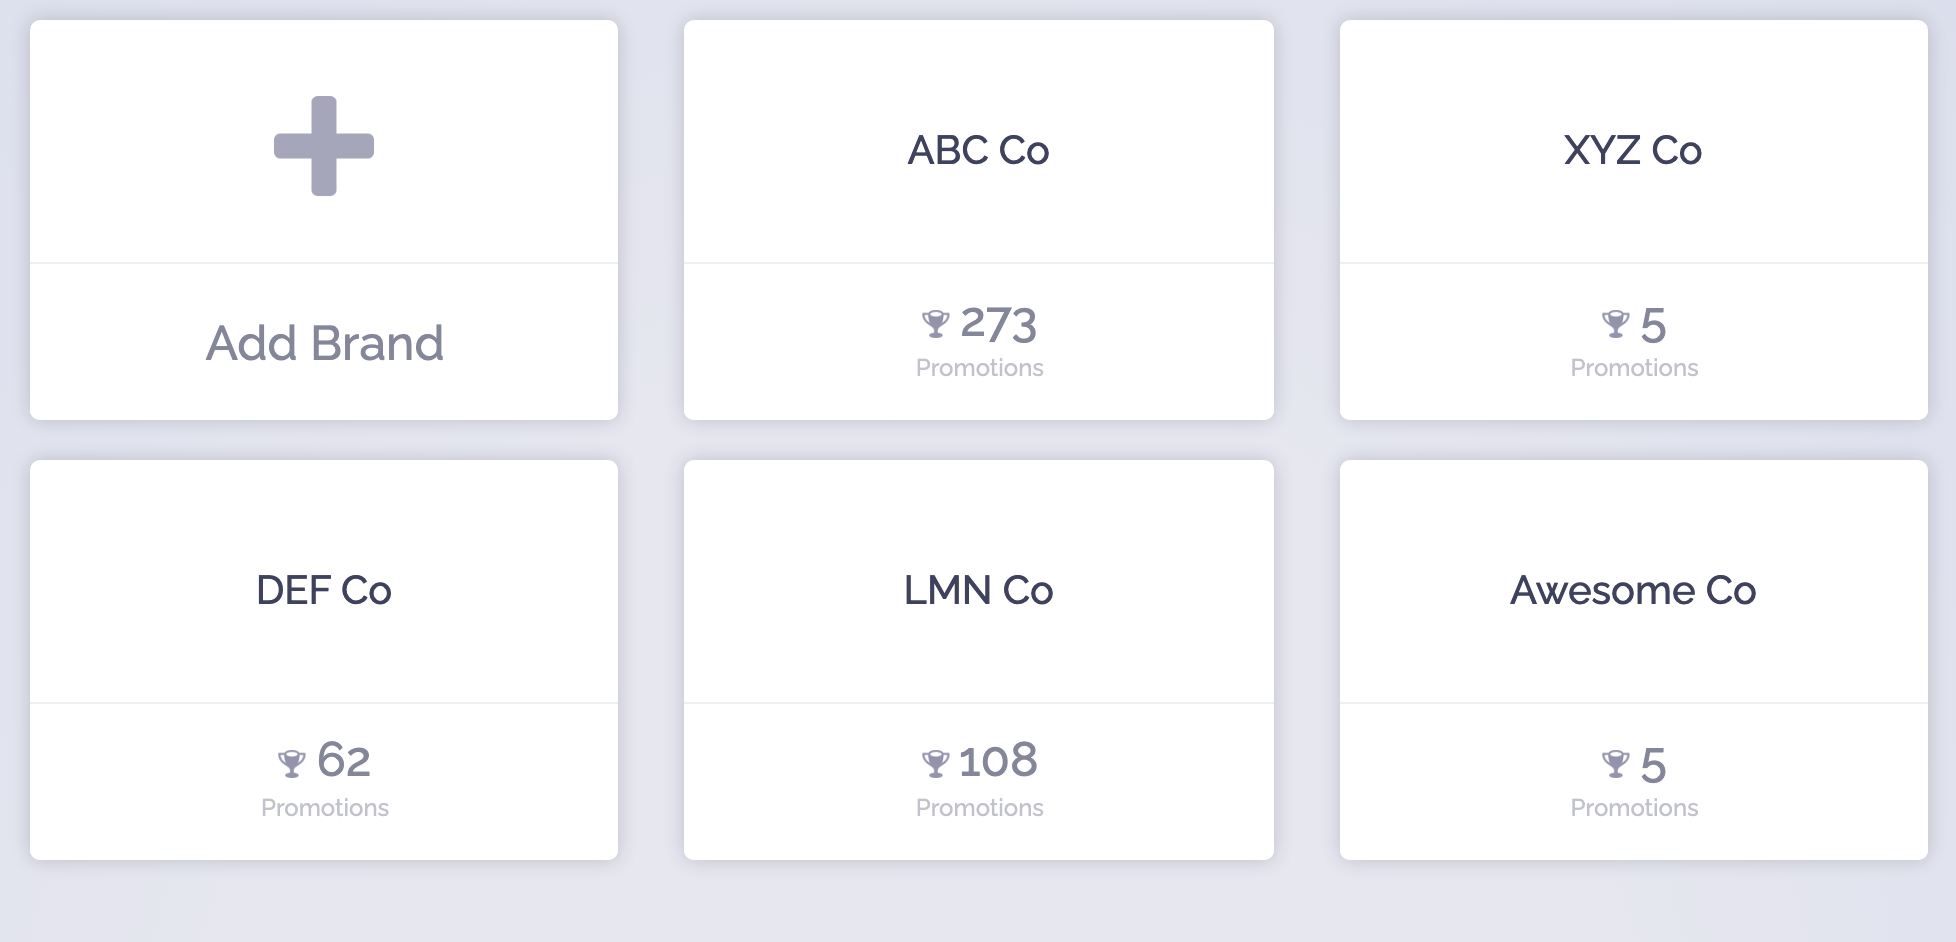 Add Brand
ABC Co
273
Promotions
XYZ Co
5
Promotions
DEF Co
62
Promotions
LMN Co
108
Promotions
Awesome Co
5
Promotions